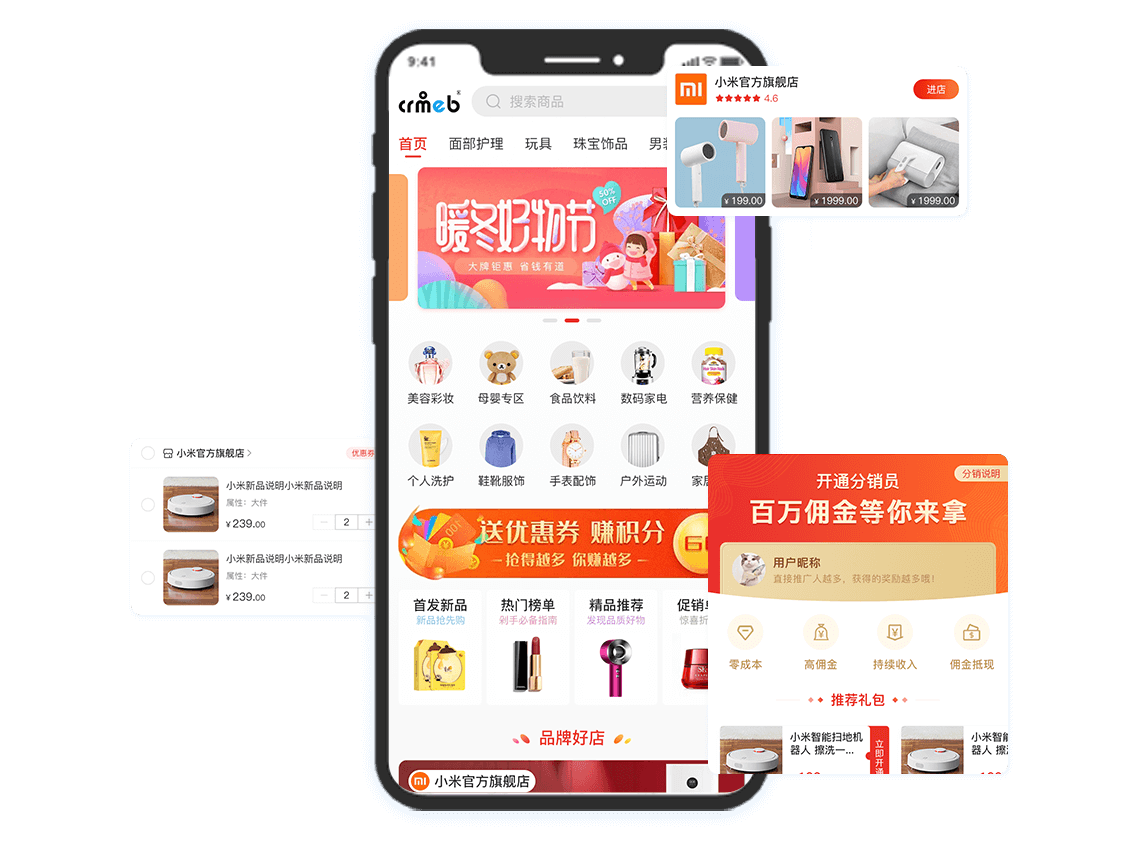 9:41
crmeb®
搜索商品
首页 面部护理 玩具 珠宝饰品 男装
50% OFF
暖冬好物节
大牌钜惠 省钱有道
小米官方旗舰店
4.6
进店
¥ 199.00
¥ 1999.00
¥ 1999.00
美容彩妆 母婴专区 食品饮料 数码家电 营养保健
个人洗护 鞋靴服饰 手表配饰 户外运动 家居
小米官方旗舰店
优惠券
小米新品说明小米新品说明
属性：大件
¥ 239.00
2
小米新品说明小米新品说明
属性：大件
¥ 239.00
2
送优惠券 赚积分
抢得越多 你赚越多
首发新品 热门榜单 精品推荐 促销
新品抢先购 剁手必备指南 发现品质好物 惊喜折
品牌好店
小米官方旗舰店
分销说明
开通分销员
百万佣金等你来拿
用户昵称
直接推广人越多，获得的奖励越多哦！
零成本 高佣金 持续收入 佣金抵现
推荐礼包
小米智能扫地机
器人 擦洗一...
立即开通
小米智能
器人 擦洗